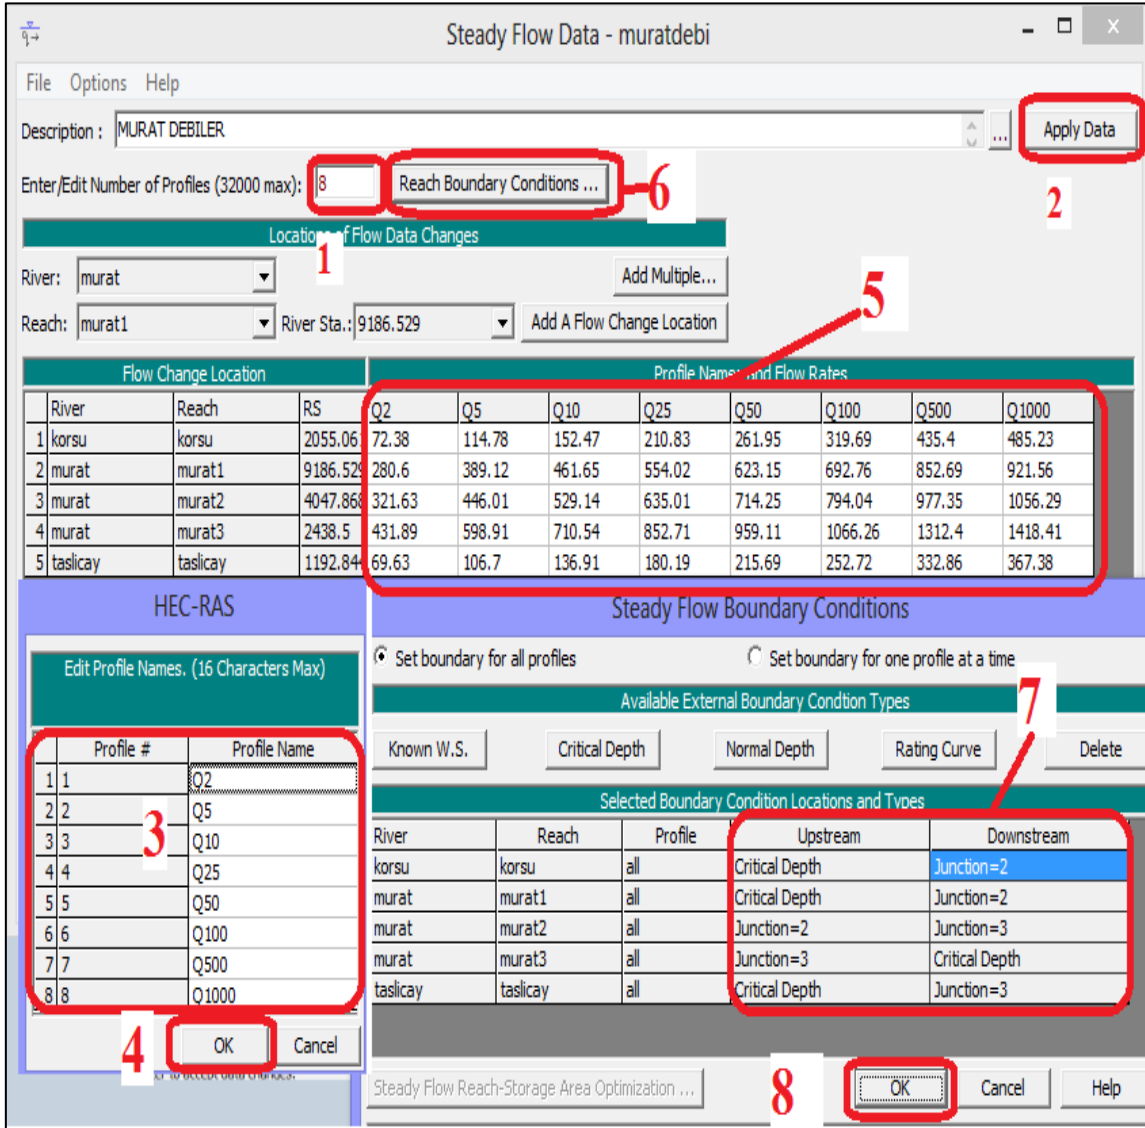 Steady Flow Data - muratdebi
File Options Help
Description : MURAT DEBILER ... Apply Data
Enter/Edit Number of Profiles (32000 max): 8 Reach Boundary Conditions ... 6 2
Locations of Flow Data Changes
1
River: murat Add Multiple...
5
Reach: murat1 River Sta.: 9186.529 Add A Flow Change Location
Flow Change Location Profile Names and Flow Rates
River Reach RS Q2 Q5 Q10 Q25 Q50 Q100 Q500 Q1000
1 korsu korsu 2055.061 72.38 114.78 152.47 210.83 261.95 319.69 435.4 485.23
2 murat murat1 9186.529 280.6 389.12 461.65 554.02 623.15 692.76 852.69 921.56
3 murat murat2 4047.868 321.63 446.01 529.14 635.01 714.25 794.04 977.35 1056.29
4 murat murat3 2438.5 431.89 598.91 710.54 852.71 959.11 1066.26 1312.4 1418.41
5 taslicay taslicay 1192.844 69.63 106.7 136.91 180.19 215.69 252.72 332.86 367.38
HEC-RAS
Edit Profile Names. (16 Characters Max)
Profile # Profile Name
1 1 Q2
2 2 Q5
3 3 Q10
3
4 4 Q25
5 5 Q50
6 6 Q100
7 7 Q500
8 8 Q1000
4 OK Cancel
to accept data changes.
Steady Flow Boundary Conditions
Set boundary for all profiles Set boundary for one profile at a time
7
Available External Boundary Condtion Types
Known W.S. Critical Depth Normal Depth Rating Curve Delete
Selected Boundary Condition Locations and Types
River Reach Profile Upstream Downstream
korsu korsu all Critical Depth Junction=2
murat murat1 all Critical Depth Junction=2
murat murat2 all Junction=2 Junction=3
murat murat3 all Junction=3 Critical Depth
taslicay taslicay all Critical Depth Junction=3
Steady Flow Reach-Storage Area Optimization ... 8 OK Cancel Help